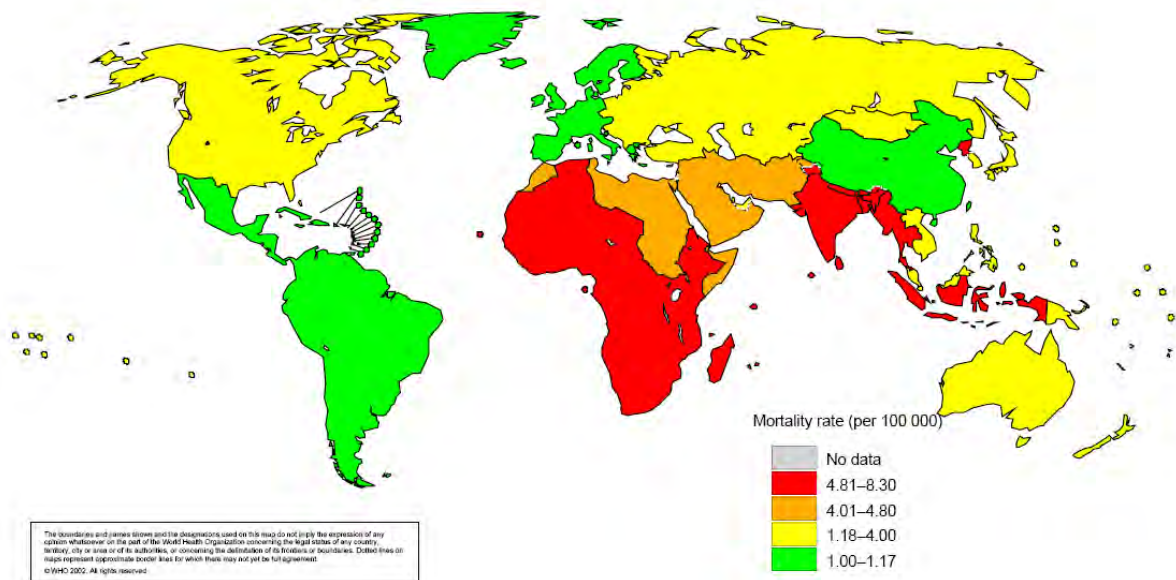 Mortality rate (per 100 000)
No data
4.81–8.30
4.01–4.80
1.18–4.00
1.00–1.17
The boundaries and names shown and the designations used on this map do not imply the expression of any
opinion whatsoever on the part of the World Health Organization concerning the legal status of any country,
territory, city or area or of its authorities, or concerning the delimitation of its frontiers or boundaries. Dotted lines on
maps represent approximate border lines for which there may not yet be full agreement.
© WHO 2002. All rights reserved